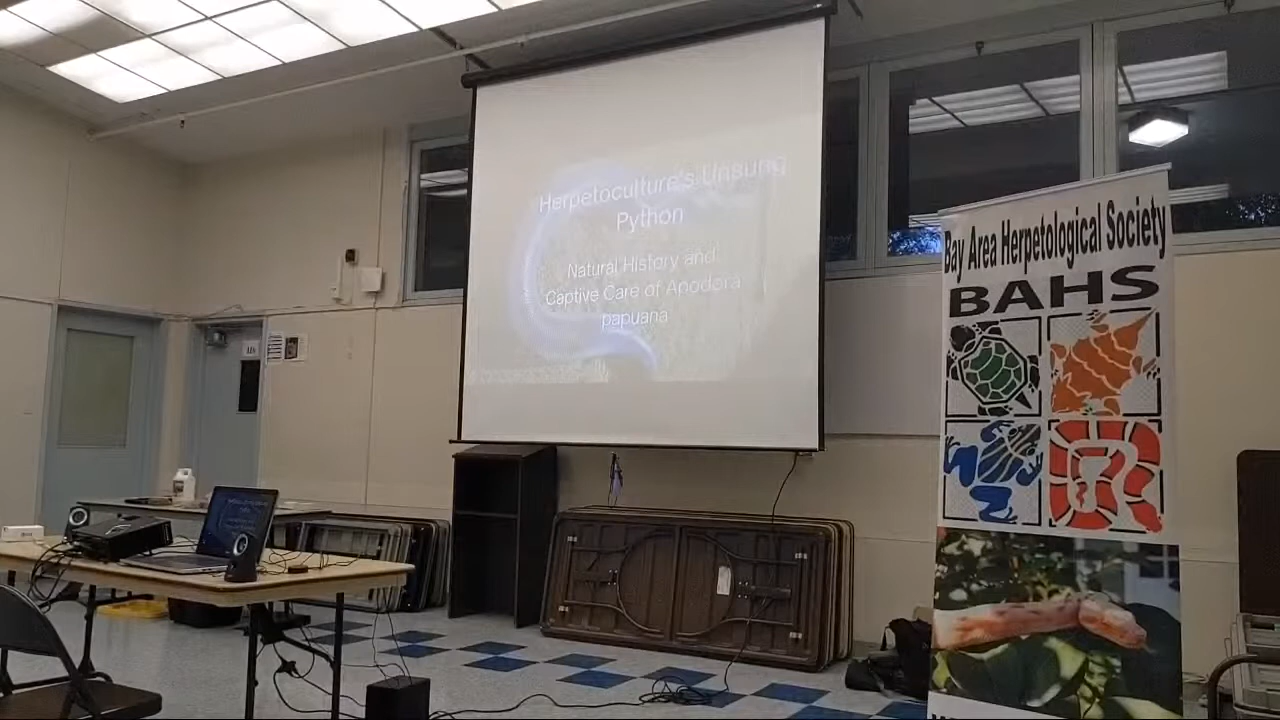 Herpetoculture's Unsung
Python
Natural History and
Captive Care of Apodora
papuana
Bay Area Herpetological Society
BAHS